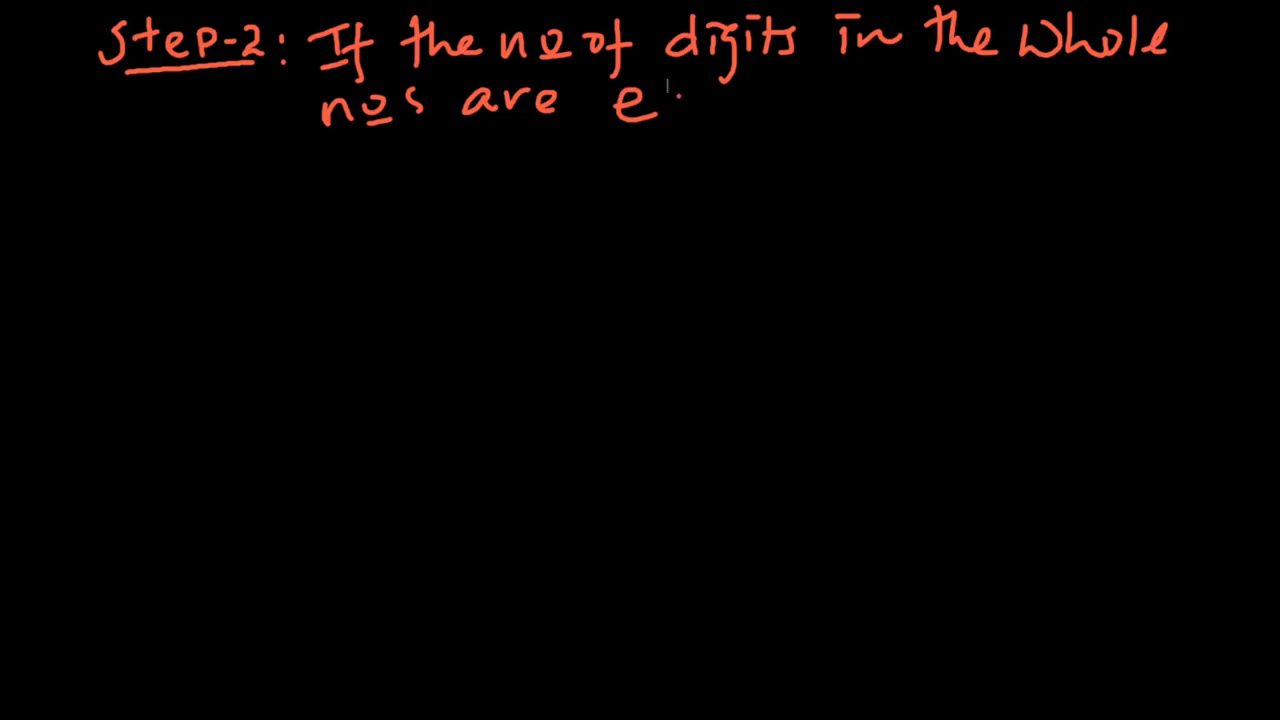 Step-2: If the no of digits in the whole
nos are e